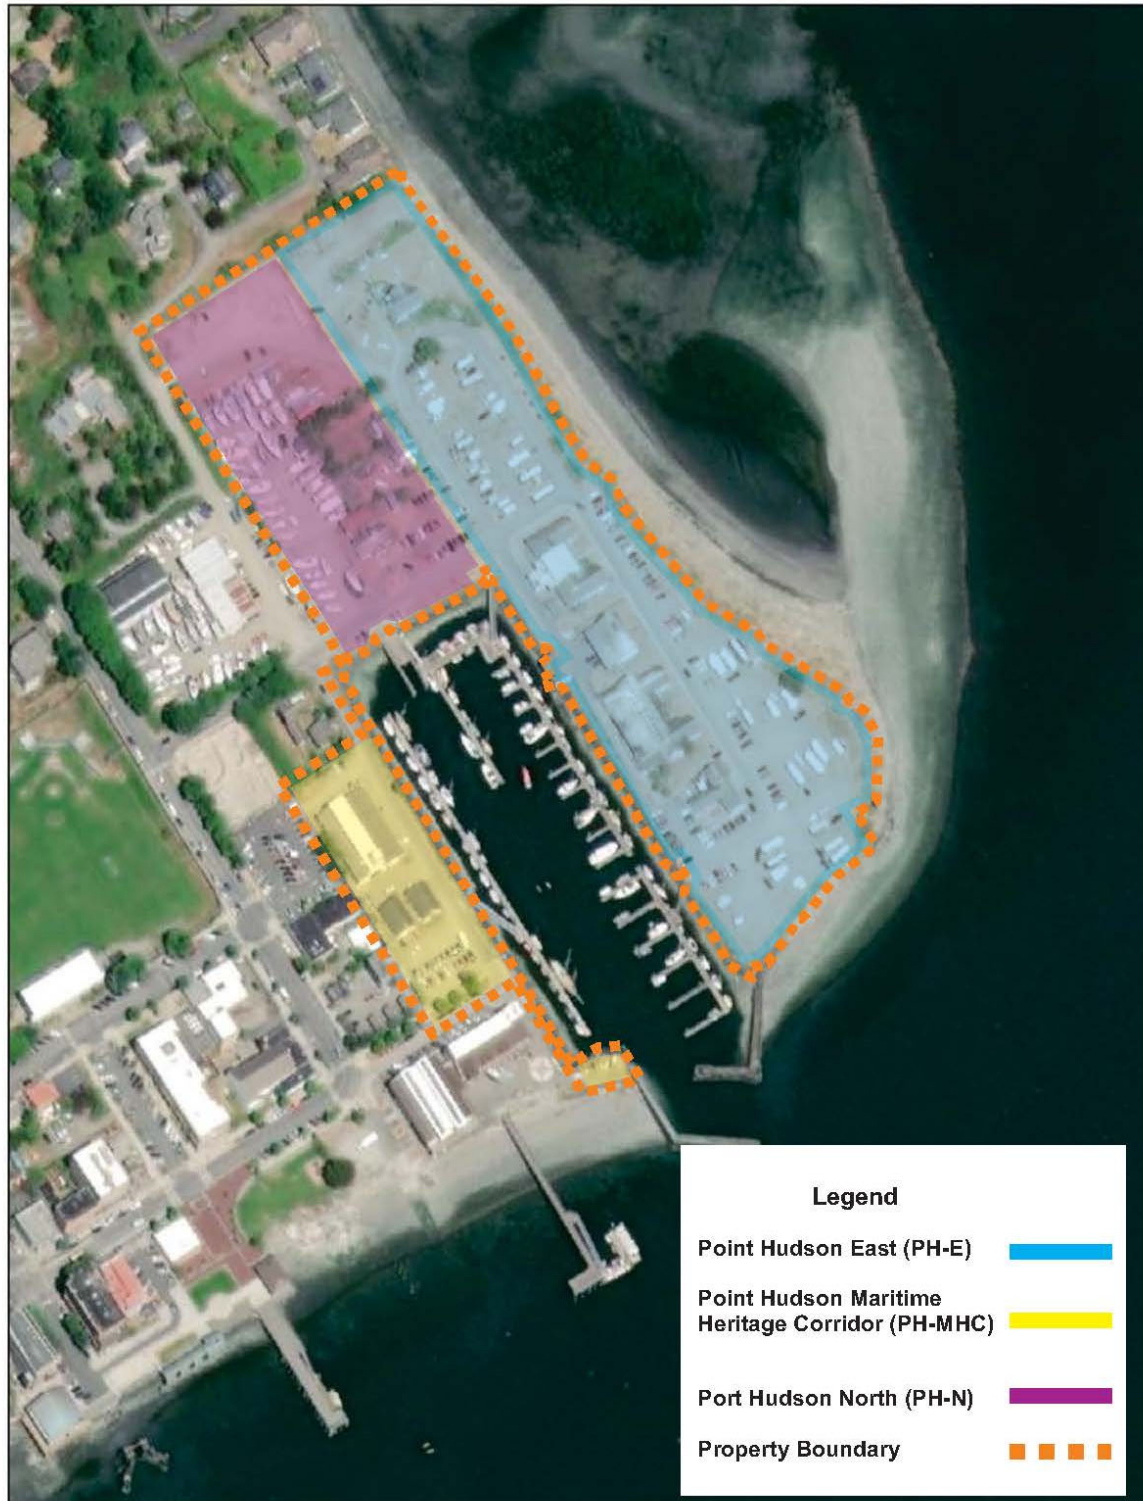 Legend
Point Hudson East (PH-E)
Point Hudson Maritime
Heritage Corridor (PH-MHC)
Port Hudson North (PH-N)
Property Boundary